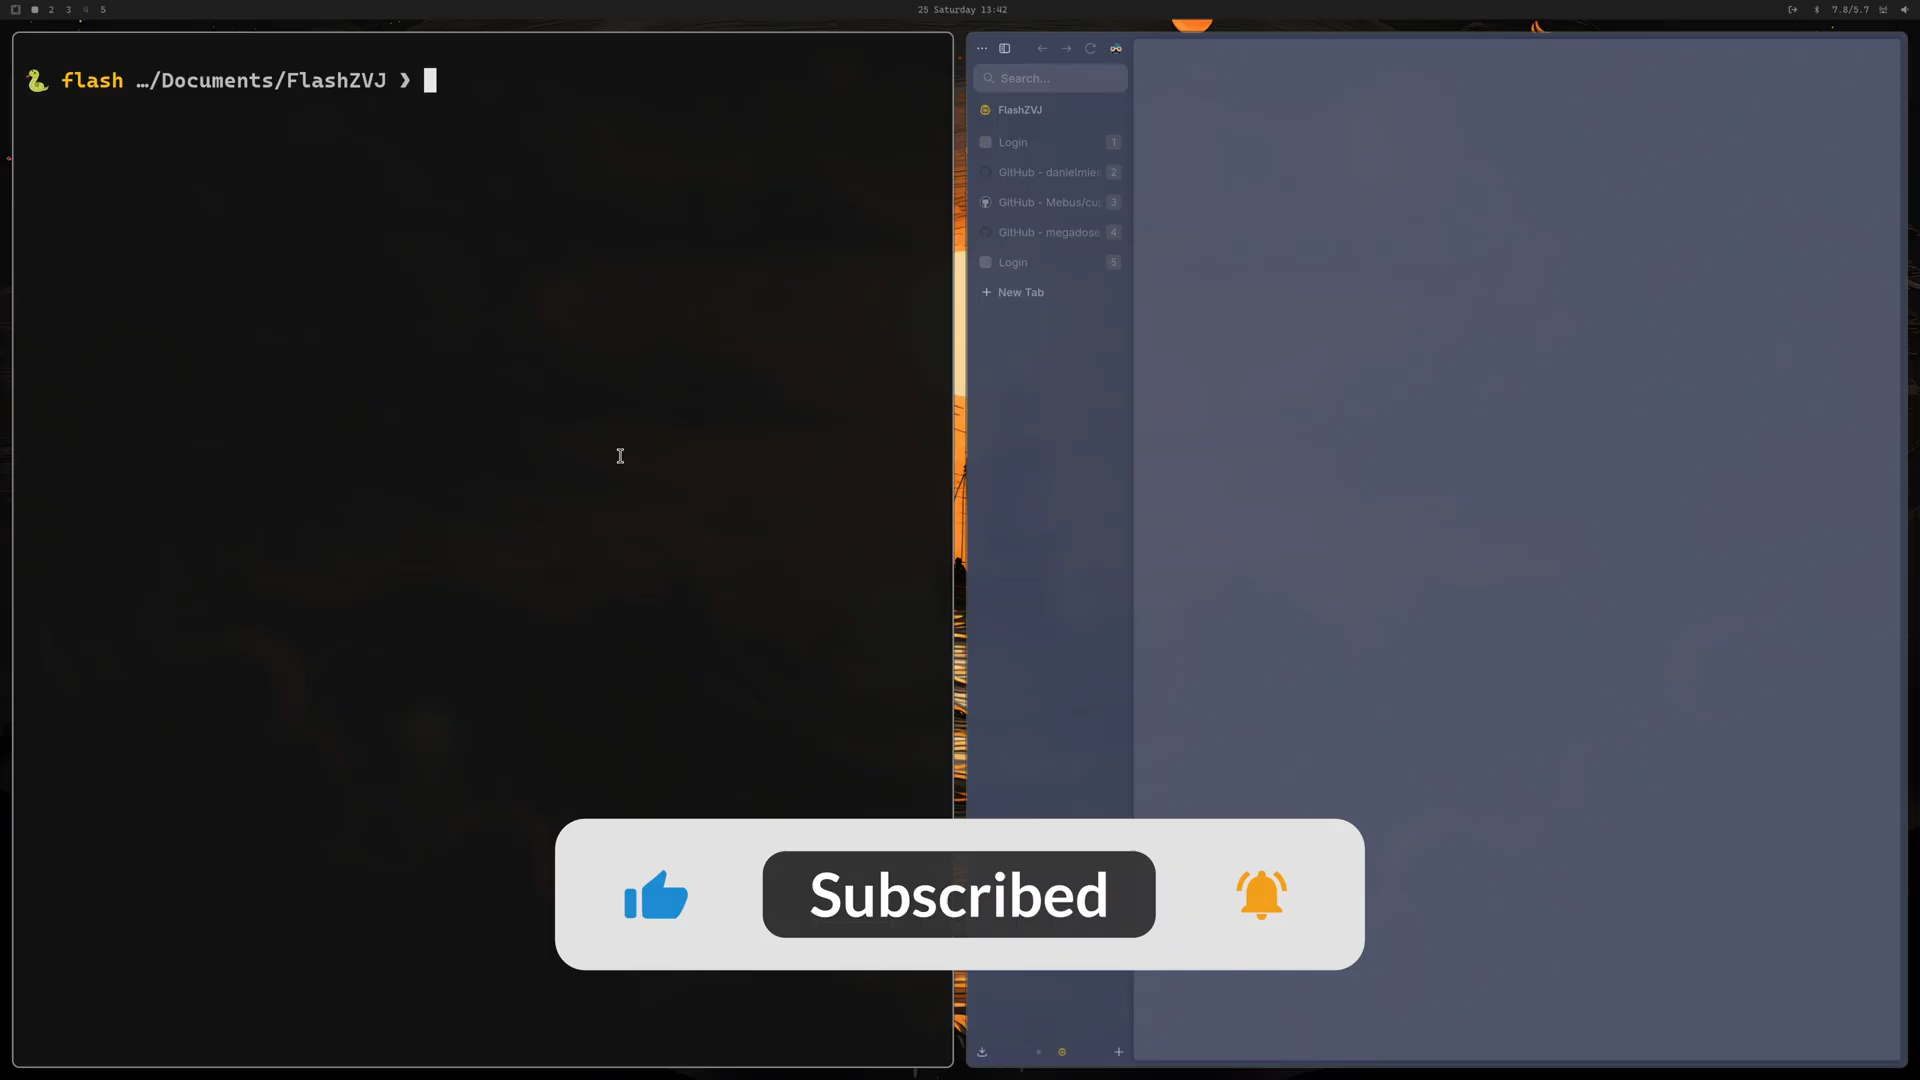 2 3 4 5
25 Saturday 13:42
7.8/5.7
flash …/Documents/FlashZVJ ❯
Search...
FlashZVJ
Login 1
GitHub - danielmie 2
GitHub - Mebus/cu 3
GitHub - megadose 4
Login 5
+ New Tab
Subscribed